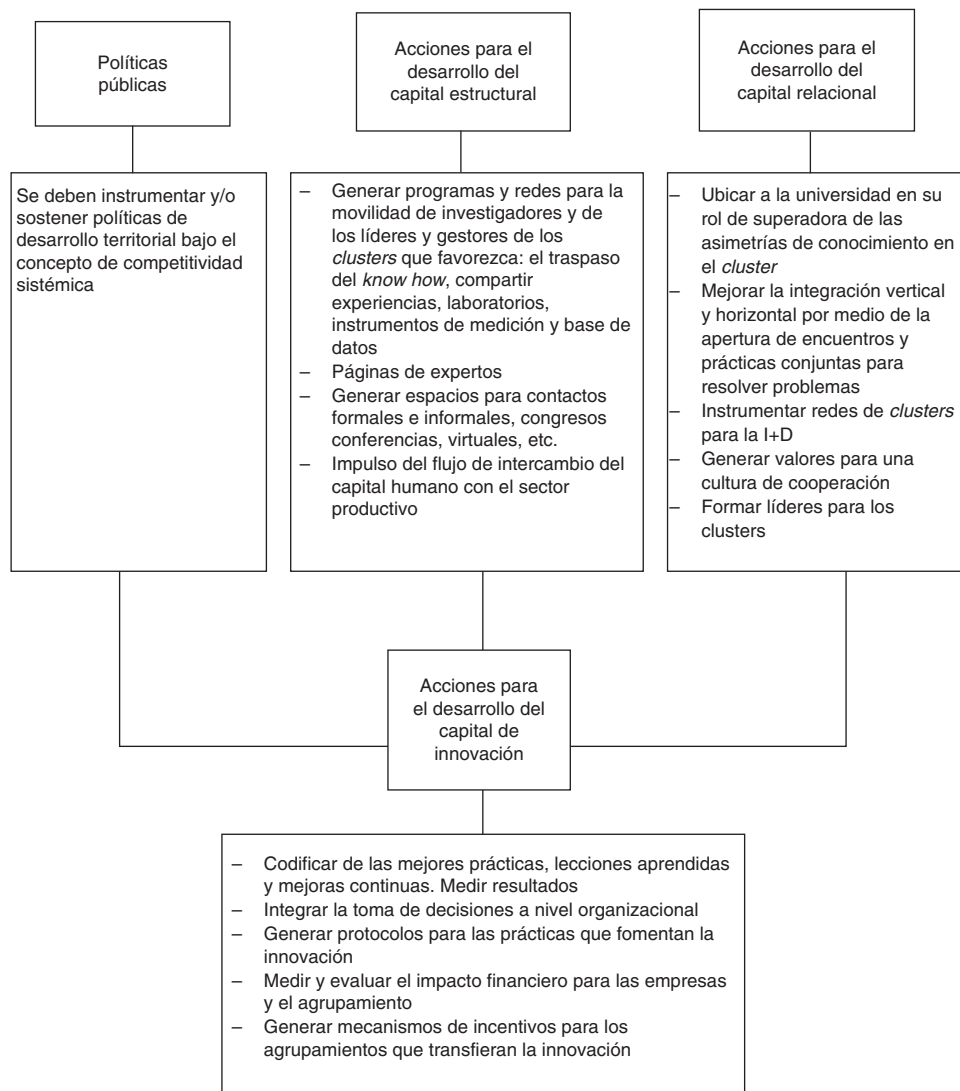 Políticas
públicas
Acciones para el
desarrollo del
capital estructural
Acciones para el
desarrollo del
capital relacional
Se deben instrumentar y/o
sostener políticas de
desarrollo territorial bajo el
concepto de competitividad
sistémica
– Generar programas y redes para la
movilidad de investigadores y de
los líderes y gestores de los
clusters que favorezca: el traspaso
del know how, compartir
experiencias, laboratorios,
instrumentos de medición y base de
datos
– Páginas de expertos
– Generar espacios para contactos
formales e informales, congresos
conferencias, virtuales, etc.
– Impulso del flujo de intercambio del
capital humano con el sector
productivo
– Ubicar a la universidad en su
rol de superadora de las
asimetrías de conocimiento en
el cluster
– Mejorar la integración vertical
y horizontal por medio de la
apertura de encuentros y
prácticas conjuntas para
resolver problemas
– Instrumentar redes de clusters
para la I+D
– Generar valores para una
cultura de cooperación
– Formar líderes para los
clusters
Acciones para
el desarrollo del
capital de
innovación
– Codificar de las mejores prácticas, lecciones aprendidas
y mejoras continuas. Medir resultados
– Integrar la toma de decisiones a nivel organizacional
– Generar protocolos para las prácticas que fomentan la
innovación
– Medir y evaluar el impacto financiero para las empresas
y el agrupamiento
– Generar mecanismos de incentivos para los
agrupamientos que transfieran la innovación